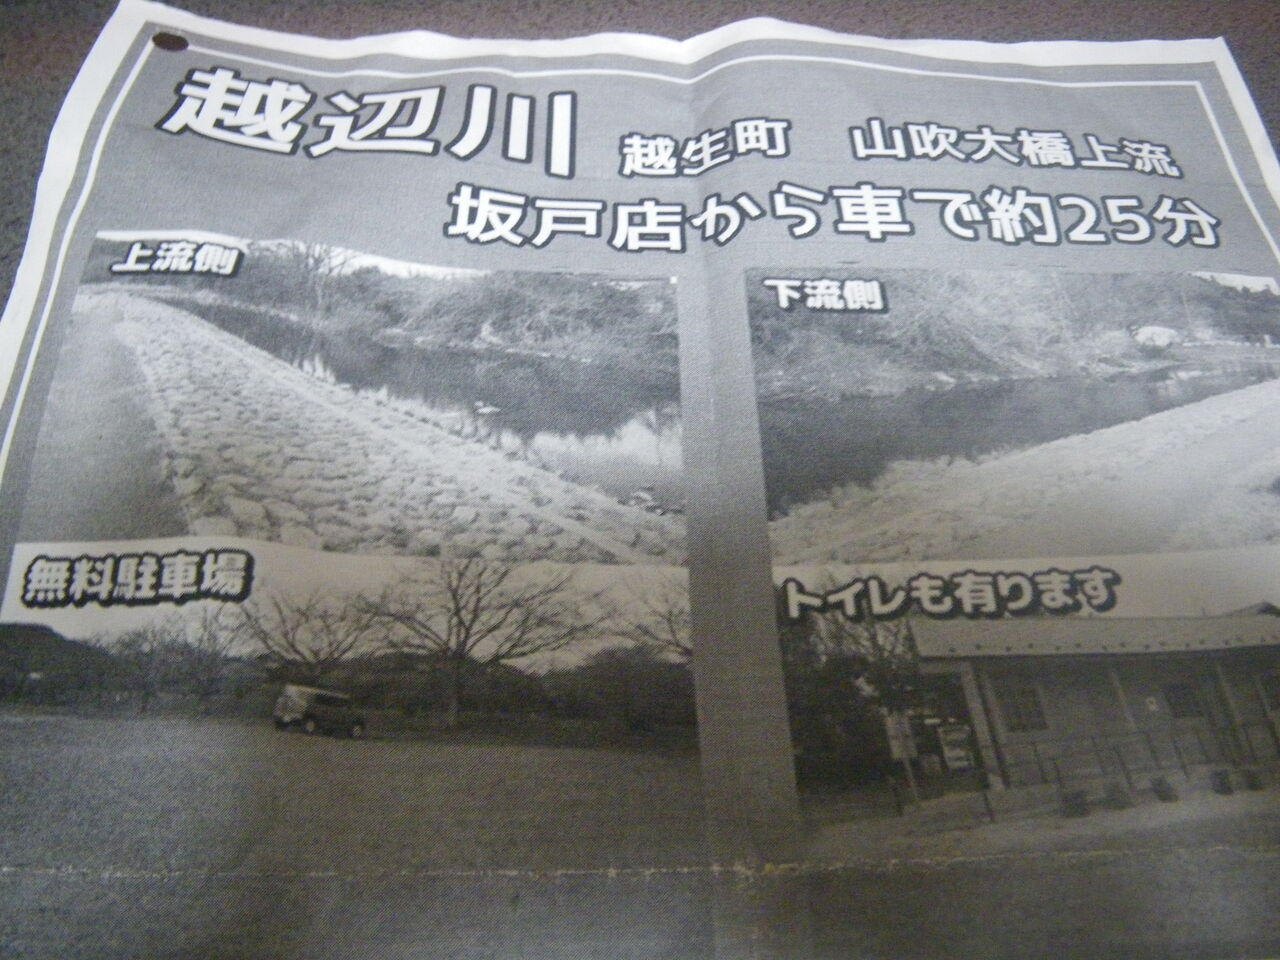 越辺川
越生町 山吹大橋上流
坂戸店から車で約25分
上流側
下流側
無料駐車場
トイレも有ります